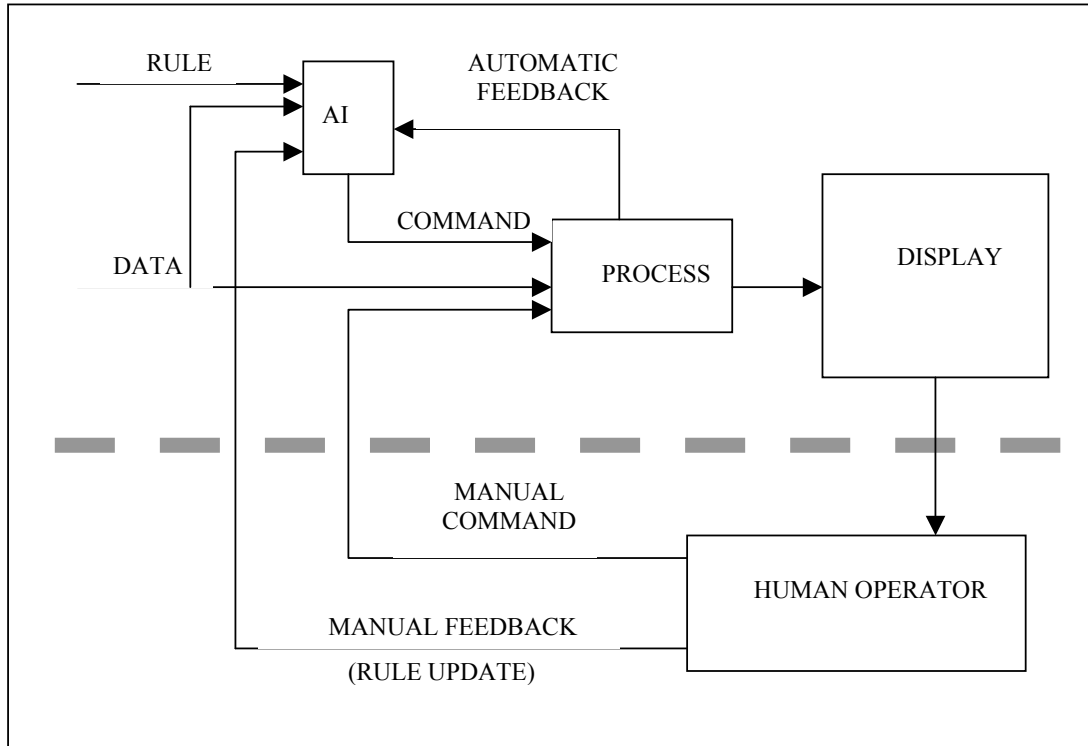 RULE
AUTOMATIC
FEEDBACK
AI
COMMAND
DATA
PROCESS
DISPLAY
MANUAL
COMMAND
HUMAN OPERATOR
MANUAL FEEDBACK
(RULE UPDATE)